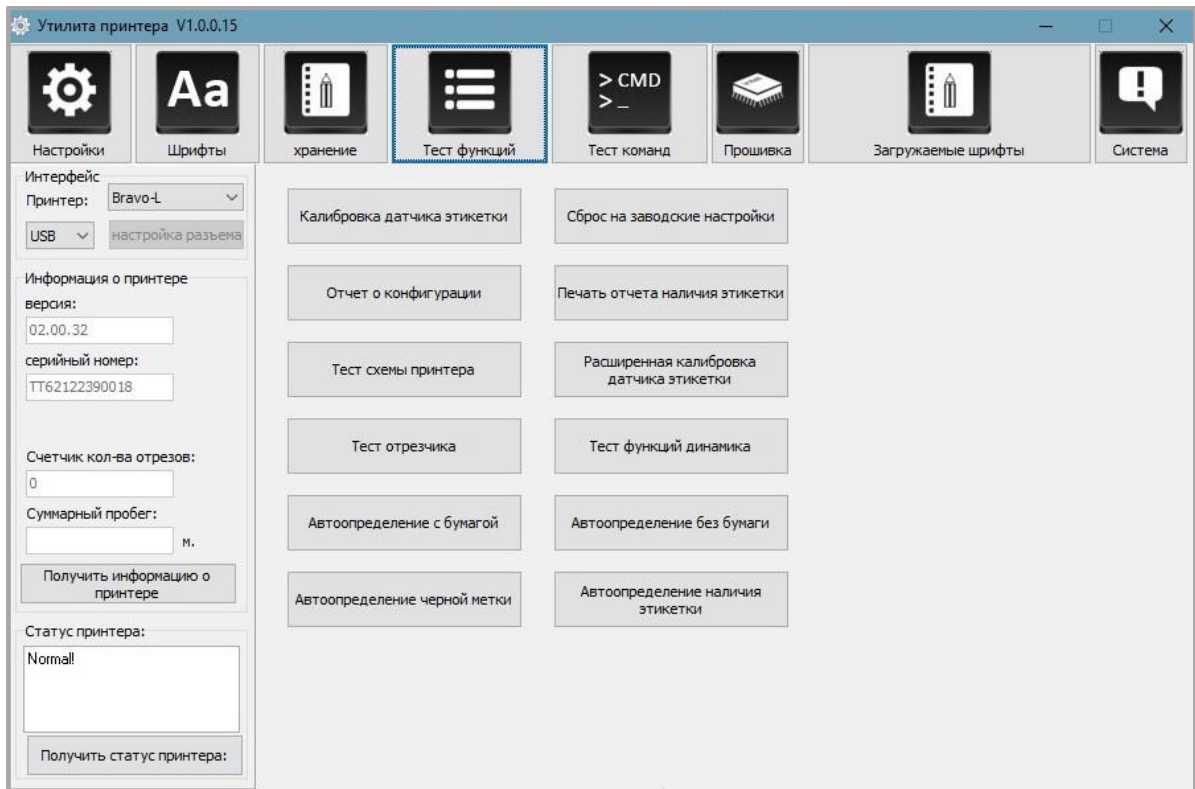 Утилита принтера V1.0.0.15
Aa
> CMD
> _
Настройки
Шрифты
хранение
Тест функций
Тест команд
Прошивка
Загружаемые шрифты
Система
Интерфейс
Принтер:
Bravo-L
USB
настройка разъема
Информация о принтере
версия:
02.00.32
серийный номер:
TT62122390018
Счетчик кол-ва отрезов:
0
Суммарный пробег:
м.
Получить информацию о
принтере
Статус принтера:
Normal!
Получить статус принтера:
Калибровка датчика этикетки
Сброс на заводские настройки
Отчет о конфигурации
Печать отчета наличия этикетки
Тест схемы принтера
Расширенная калибровка
датчика этикетки
Тест отрезчика
Тест функций динамика
Автоопределение с бумагой
Автоопределение без бумаги
Автоопределение черной метки
Автоопределение наличия
этикетки